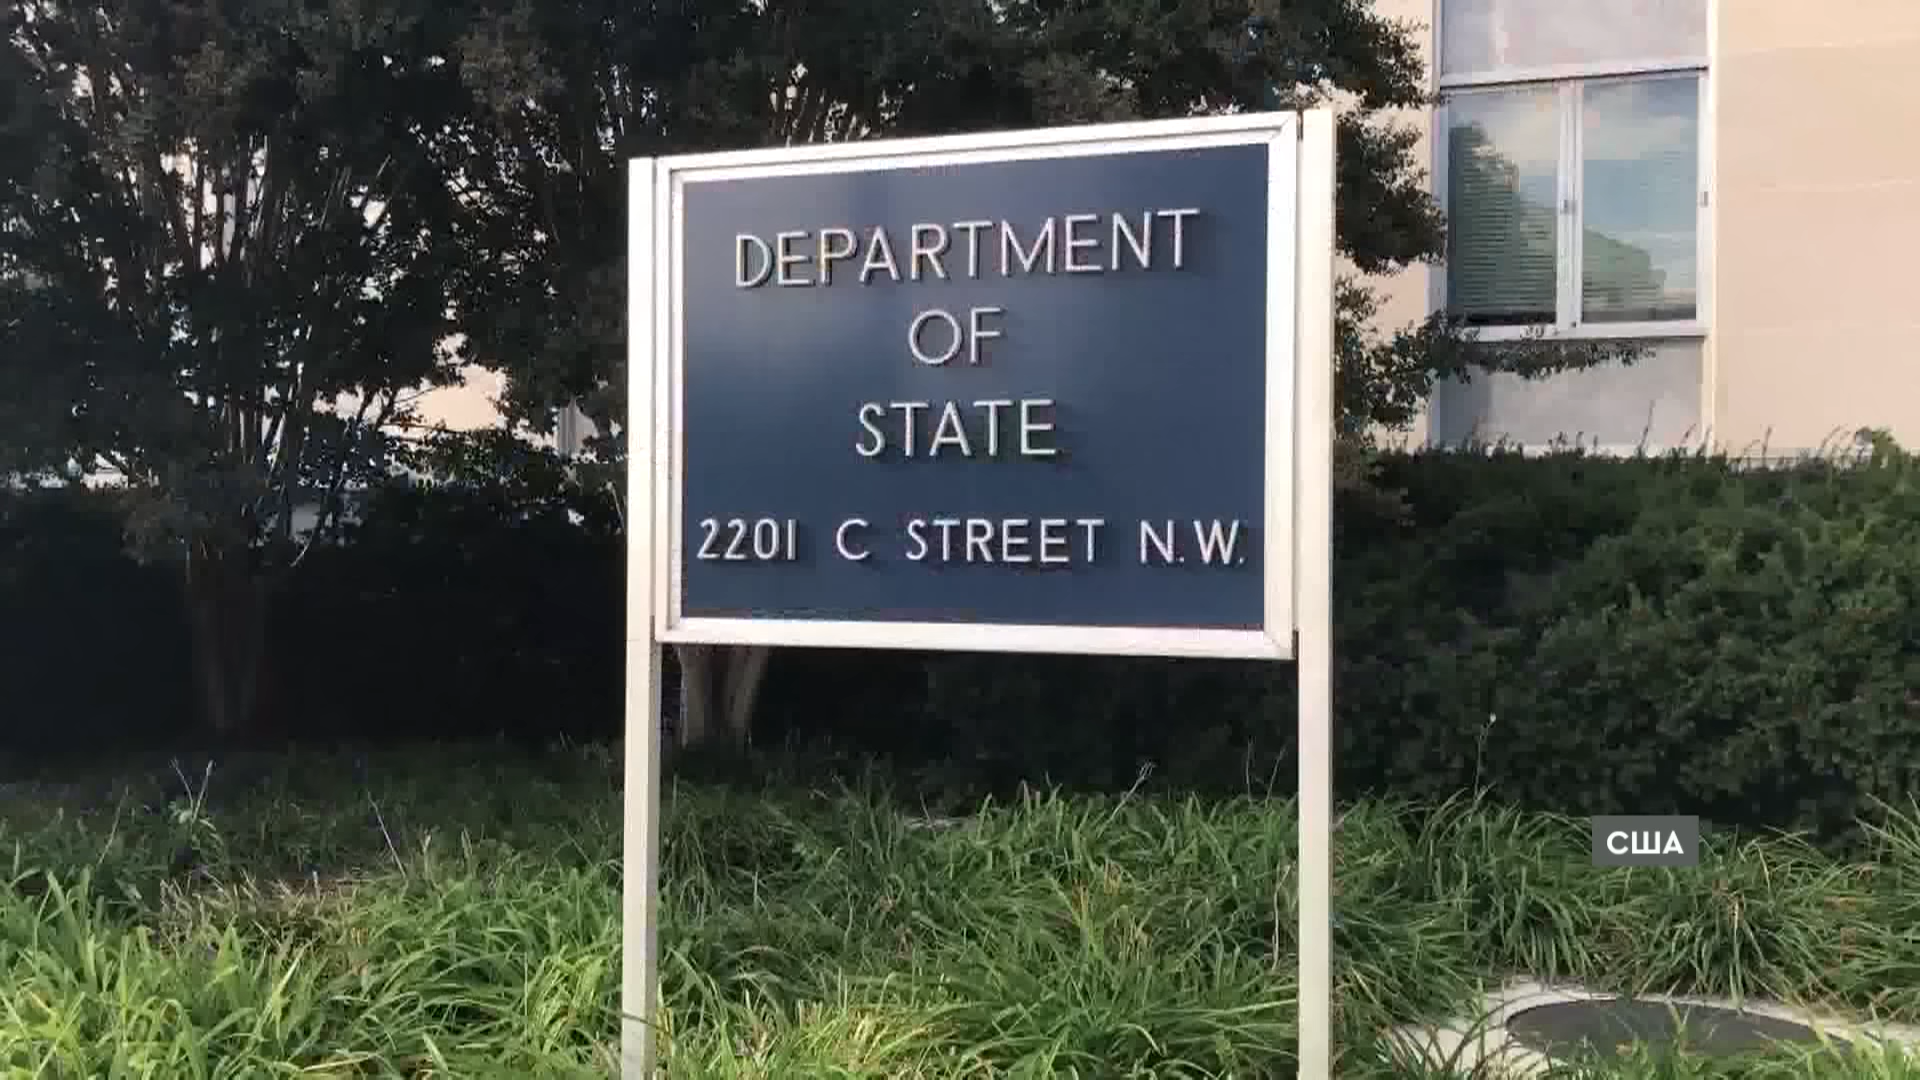 DEPARTMENT
OF
STATE
2201 C STREET N.W.
США